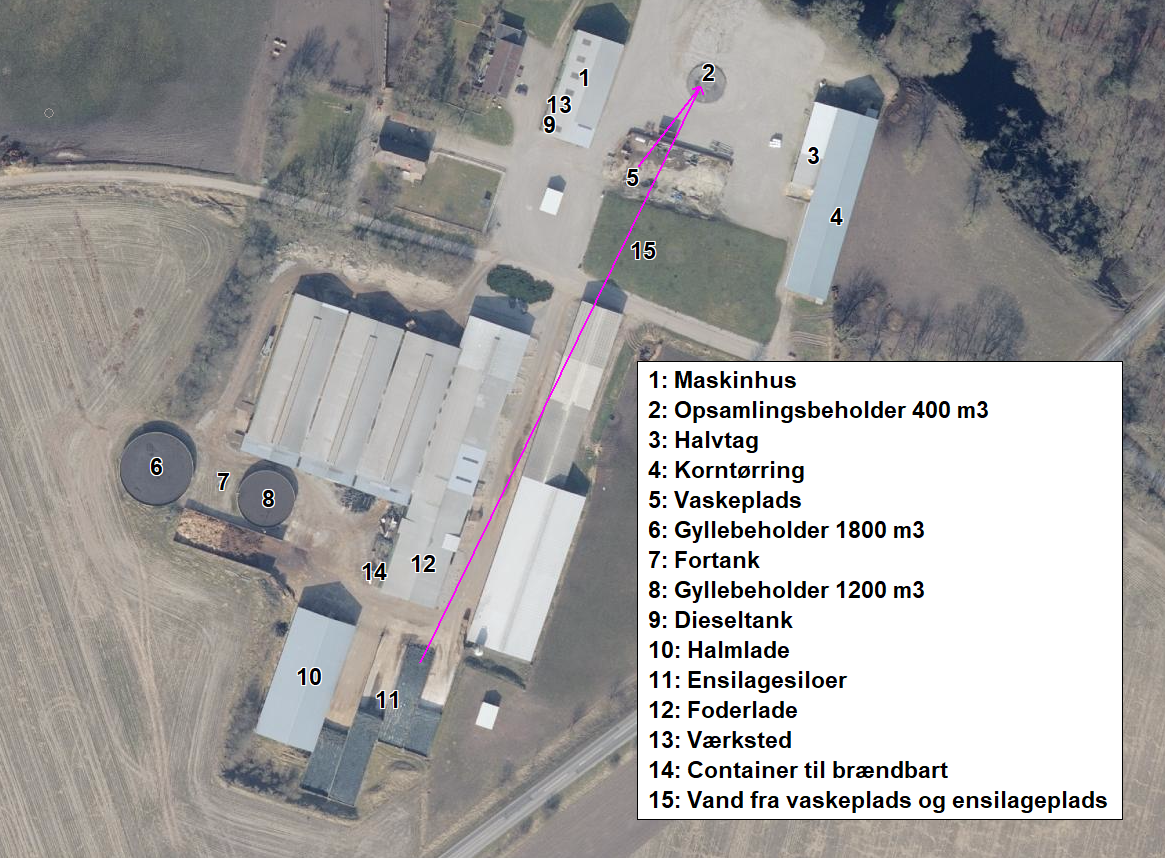 1
2
13
9
3
5
4
15
6
7
8
12
14
10
11
1: Maskinhus
2: Opsamlingsbeholder 400 m3
3: Halvtag
4: Korntørring
5: Vaskeplads
6: Gyllebeholder 1800 m3
7: Fortank
8: Gyllebeholder 1200 m3
9: Dieseltank
10: Halmlade
11: Ensilagesiloer
12: Foderlade
13: Værksted
14: Container til brændbart
15: Vand fra vaskeplads og ensilageplads